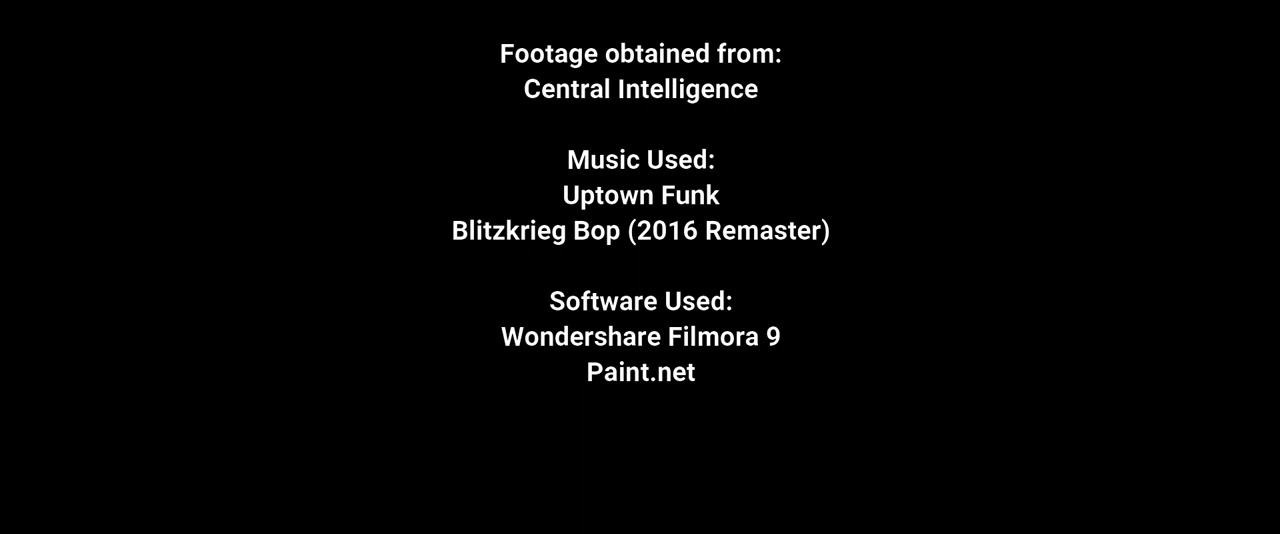 Footage obtained from:
Central Intelligence
Music Used:
Uptown Funk
Blitzkrieg Bop (2016 Remaster)
Software Used:
Wondershare Filmora 9
Paint.net